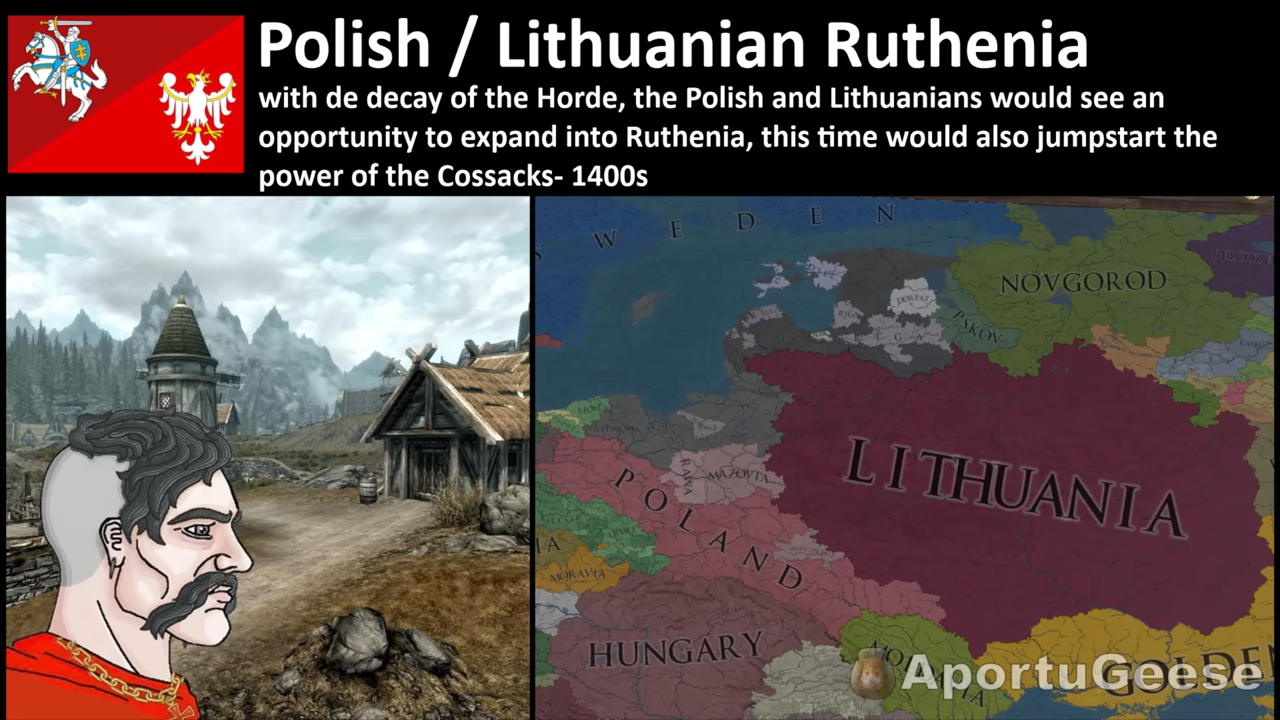 Polish / Lithuanian Ruthenia
with de decay of the Horde, the Polish and Lithuanians would see an
opportunity to expand into Ruthenia, this time would also jumpstart the
power of the Cossacks- 1400s
W E D E N
NOVGOROD
DORPAT
PSKOV
LITHUANIA
RAWA
MAZOVIA
POLAND
MORAVIA
HUNGARY
GOLDEN
AportuGeese